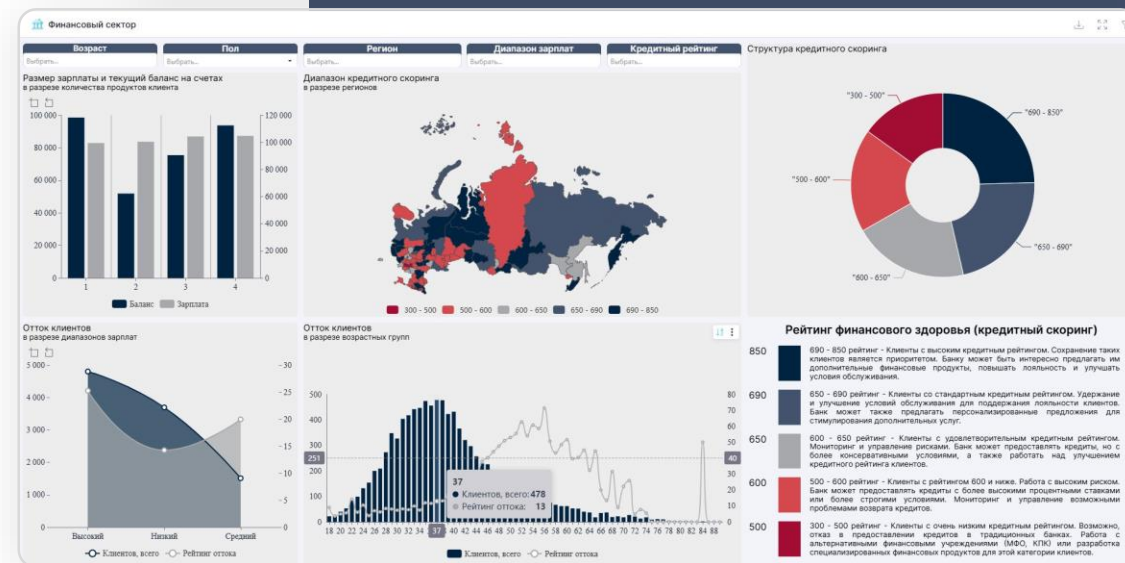 Финансовый сектор
Возраст
Выбрать..
Пол
Выбрать..
Регион
Выбрать..
Диапазон зарплат
Выбрать..
Кредитный рейтинг
Выбрать..
Размер зарплаты и текущий баланс на счетах
в разрезе количества продуктов клиента
100 000
80 000
60 000
40 000
20 000
0
120 000
100 000
80 000
60 000
40 000
20 000
0
1 2 3 4
Баланс Зарплата
Диапазон кредитного скоринга
в разрезе регионов
300 - 500 500 - 600 600 - 650 650 - 690 690 - 850
Структура кредитного скоринга
"300 - 500"
"690 - 850"
"500 - 600"
"650 - 690"
"600 - 650"
Отток клиентов
в разрезе диапазонов зарплат
5 000
4 000
3 000
2 000
1 000
0
30
25
20
15
10
5
0
Высокий Низкий Средний
Клиентов, всего Рейтинг оттока
Отток клиентов
в разрезе возрастных групп
500
400
300
251
200
100
0
80
70
60
50
40
30
20
10
0
37
Клиентов, всего: 478
Рейтинг оттока: 13
18 20 22 24 26 28 30 32 34 37 38 40 42 44 46 48 50 52 54 56 58 60 62 64 66 68 70 72 74 76 78 80 82 84 88
Клиентов, всего Рейтинг оттока
Рейтинг финансового здоровья (кредитный скоринг)
850
690 - 850 рейтинг - Клиенты с высоким кредитным рейтингом. Сохранение таких
клиентов является приоритетом. Банку может быть интересно предлагать им
дополнительные финансовые продукты, повышать лояльность и улучшать
условия обслуживания.
690
650 - 690 рейтинг - Клиенты со стандартным кредитным рейтингом. Удержание
и улучшение условий обслуживания для поддержания лояльности клиентов.
Банк может также предлагать персонализированные предложения для
стимулирования дополнительных услуг.
650
600 - 650 рейтинг - Клиенты с удовлетворительным кредитным рейтингом.
Мониторинг и управление рисками. Банк может предоставлять кредиты, но с
более консервативными условиями, а также работать над улучшением
кредитного рейтинга клиентов.
600
500 - 600 рейтинг - Клиенты с рейтингом 600 и ниже. Работа с высоким риском.
Банк может предоставлять кредиты с более высокими процентными ставками
или более строгими условиями. Мониторинг и управление возможными
проблемами возврата кредитов.
500
300 - 500 рейтинг - Клиенты с очень низким кредитным рейтингом. Возможно,
отказ в предоставлении кредитов в традиционных банках. Работа с
альтернативными финансовыми учреждениями (МФО, КПК) или разработка
специализированных финансовых продуктов для этой категории клиентов.